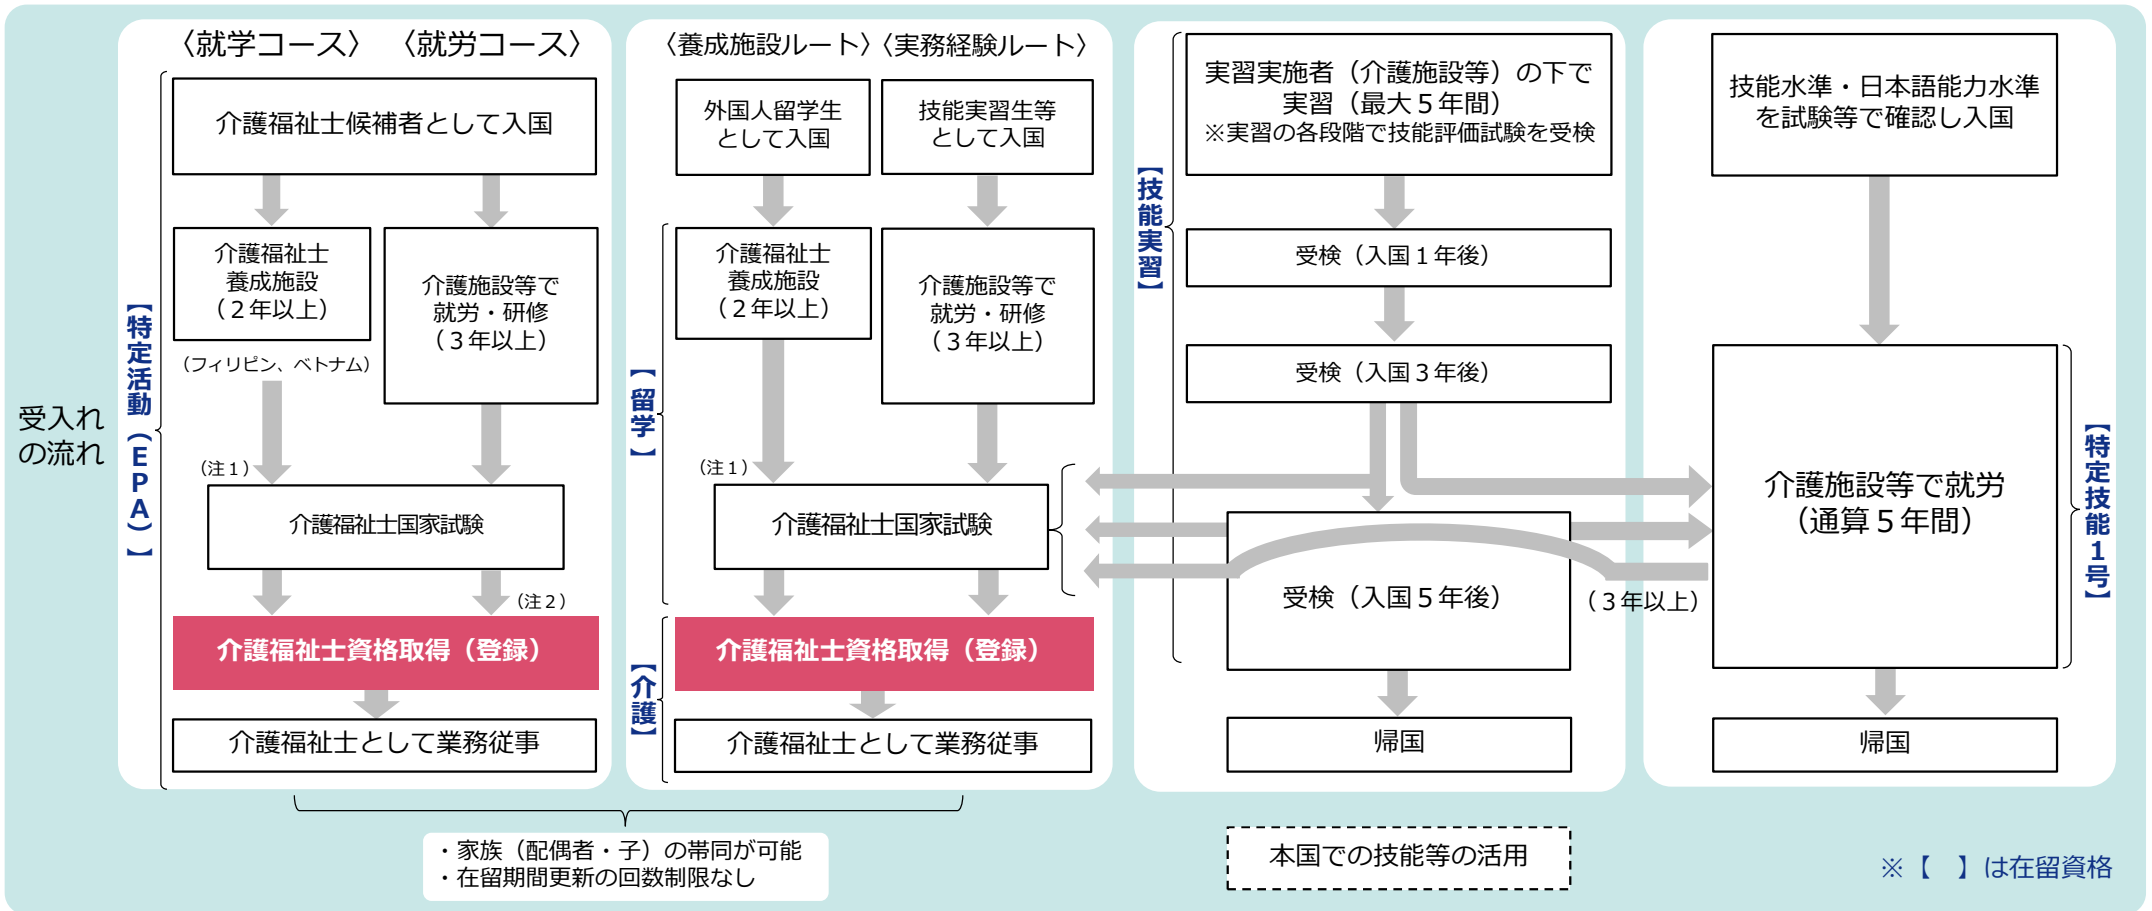 受入れ
の流れ
【特定活動（EPA）】
〈就学コース〉
〈就労コース〉
介護福祉士候補者として入国
介護福祉士
養成施設
（２年以上）
（フィリピン、ベトナム）
介護施設等で
就労・研修
（３年以上）
（注１）
介護福祉士国家試験
（注２）
介護福祉士資格取得（登録）
介護福祉士として業務従事
〈養成施設ルート〉
〈実務経験ルート〉
外国人留学生
として入国
技能実習生等
として入国
【留学】
介護福祉士
養成施設
（２年以上）
介護施設等で
就労・研修
（３年以上）
（注１）
介護福祉士国家試験
【介護】
介護福祉士資格取得（登録）
介護福祉士として業務従事
・家族（配偶者・子）の帯同が可能
・在留期間更新の回数制限なし
【技能実習】
実習実施者（介護施設等）の下で
実習（最大５年間）
※実習の各段階で技能評価試験を受検
受検（入国１年後）
受検（入国３年後）
受検（入国５年後）
帰国
本国での技能等の活用
技能水準・日本語能力水準
を試験等で確認し入国
介護施設等で就労
（通算５年間）
【特定技能１号】
（３年以上）
帰国
※【　】は在留資格